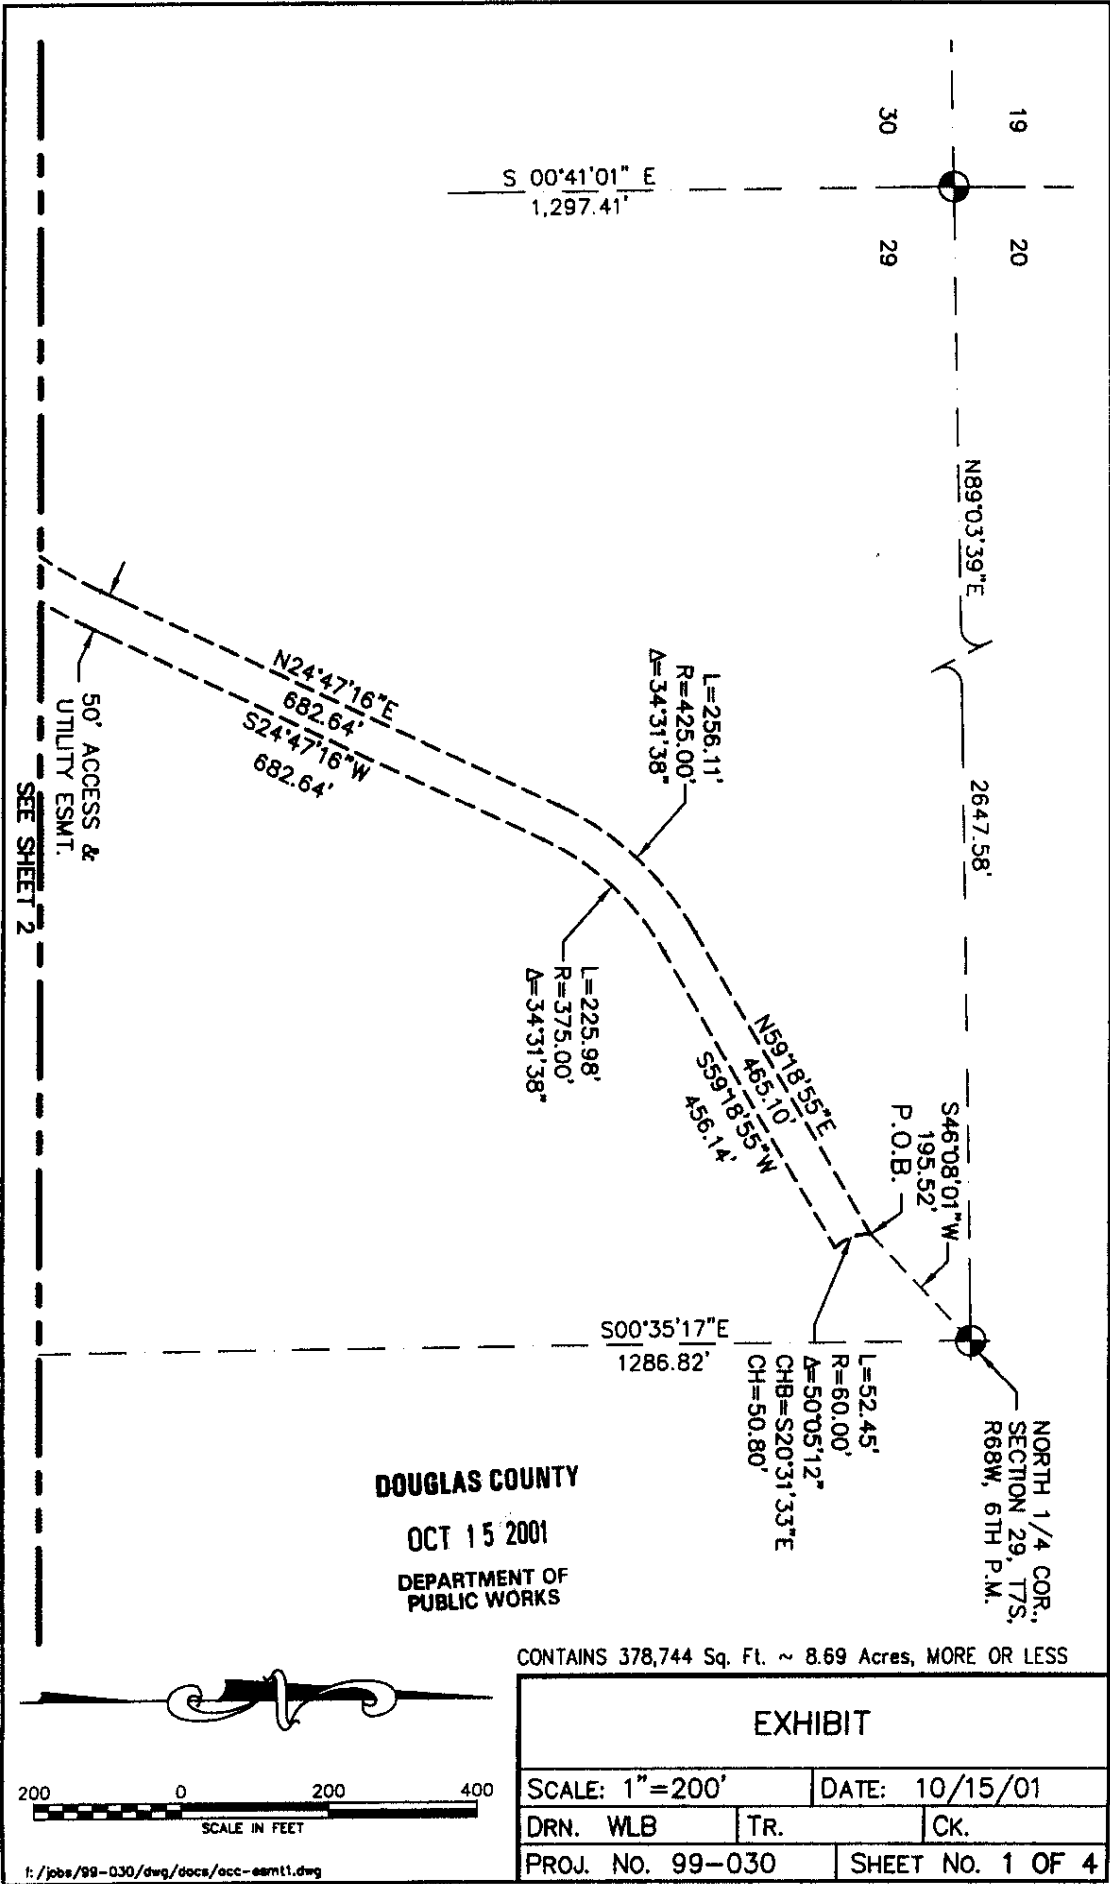 19
20
30
29
S 00°41'01" E
1,297.41'
N89°03'39"E
2647.58'
N24°47'16"E
682.64'
S24°47'16"W
682.64'
50' ACCESS &
UTILITY ESMT.
SEE SHEET 2
L=256.11'
R=425.00'
Δ=34°31'38"
L=225.98'
R=375.00'
Δ=34°31'38"
N59°18'55"E
465.10'
S59°18'55"W
456.14'
S46°08'01"W
195.52'
P.O.B.
S00°35'17"E
1286.82'
L=52.45'
R=60.00'
Δ=50°05'12"
CHB=S20°31'33"E
CH=50.80'
NORTH 1/4 COR.,
SECTION 29, T7S,
R68W, 6TH P.M.
DOUGLAS COUNTY
OCT 15 2001
DEPARTMENT OF
PUBLIC WORKS
CONTAINS 378,744 Sq. Ft. ~ 8.69 Acres, MORE OR LESS
EXHIBIT
SCALE: 1"=200'
DATE: 10/15/01
DRN. WLB
TR.
CK.
PROJ. NO. 99-030
SHEET NO. 1 OF 4
200 0 200 400
SCALE IN FEET
f:/jobs/99-030/dwg/docs/acc-esmt1.dwg